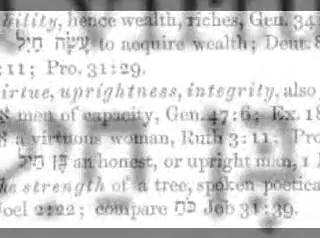 bility, hence wealth, riches, Gen. 34
עָשָׂה חַיִל to acquire wealth; Deut. 8
:11; Pro. 31:29.
irtue, uprightness, integrity, also
men of capacity, Gen. 47:6; Ex. 18
a virtuous woman, Ruth 3:11; Pro
בֶּן חַיִל an honest, or upright man, 1
he strength of a tree, spoken poetica
Joel 2:22; compare כֹּחַ Job 31:39.